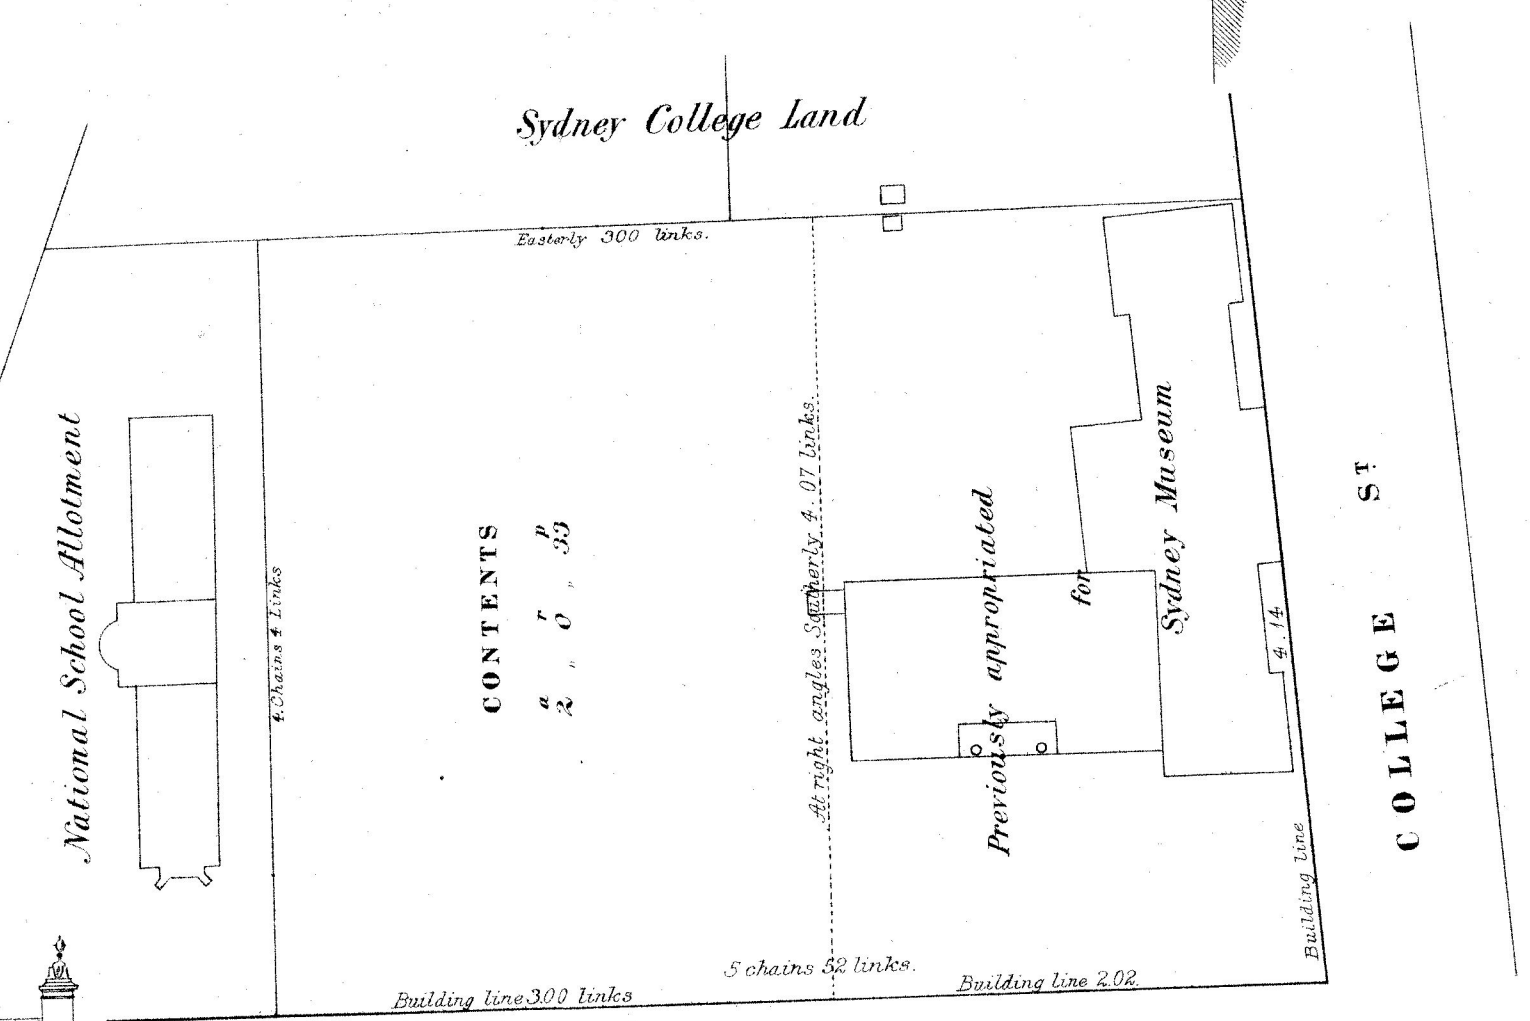 Sydney College Land
Easterly 300 links.
National School Allotment
4.Chains 4 Links
CONTENTS
a r p
2 " 0 " 33
At right angles Southerly 4.07 links.
Previously appropriated
for
Sydney Museum
4.14
COLLEGE ST.
Building line
5 chains 52 links.
Building line 3.00 links
Building line 2.02.